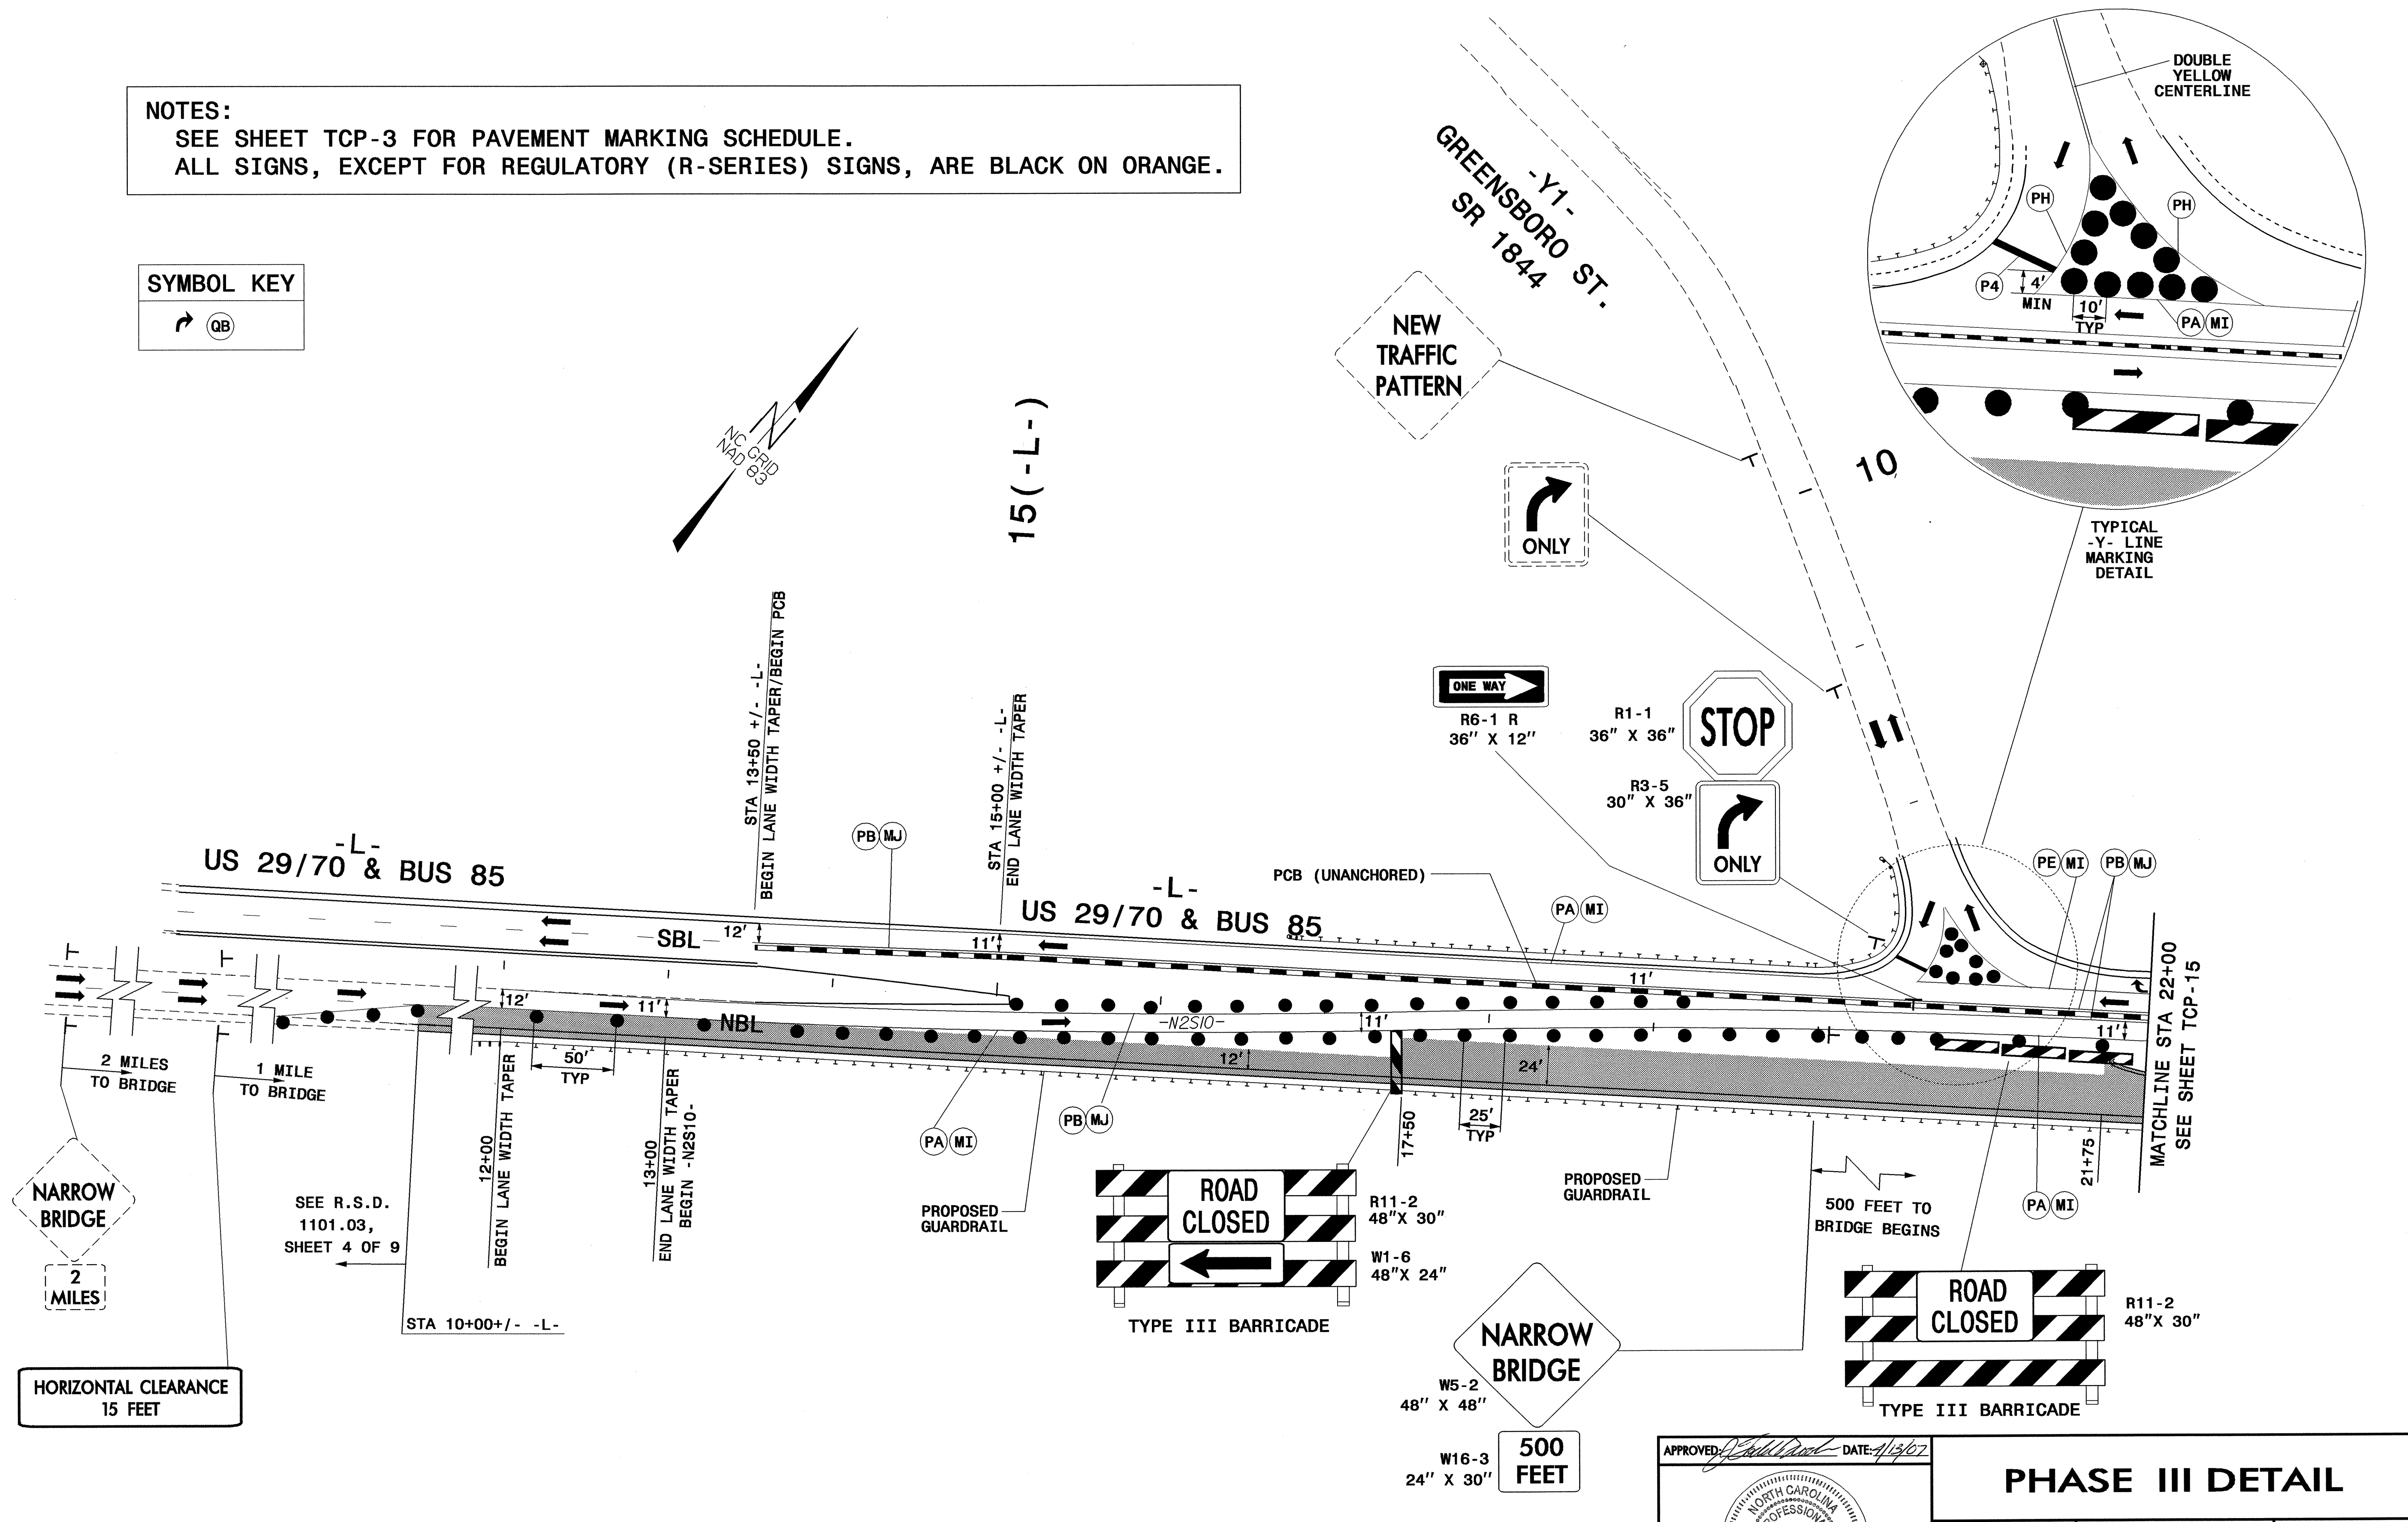 NOTES:
SEE SHEET TCP-3 FOR PAVEMENT MARKING SCHEDULE.
ALL SIGNS, EXCEPT FOR REGULATORY (R-SERIES) SIGNS, ARE BLACK ON ORANGE.
SYMBOL KEY
QB
NC GRID
NAD 83
15(-L-)
-Y1-
GREENSBORO ST.
SR 1844
NEW
TRAFFIC
PATTERN
ONLY
10
DOUBLE
YELLOW
CENTERLINE
PH
PH
P4
4'
MIN
10'
TYP
PA MI
TYPICAL
-Y- LINE
MARKING
DETAIL
ONE WAY
R6-1 R
36" X 12"
R1-1
36" X 36"
STOP
R3-5
30" X 36"
ONLY
STA 13+50 +/- -L-
BEGIN LANE WIDTH TAPER/BEGIN PCB
STA 15+00 +/- -L-
END LANE WIDTH TAPER
PB MJ
PCB (UNANCHORED)
PA MI
PE MI
PB MJ
-L-
US 29/70 & BUS 85
-L-
US 29/70 & BUS 85
SBL
12'
11'
11'
12'
11'
NBL
-N2S10-
11'
11'
12'
24'
50'
TYP
25'
TYP
2 MILES
TO BRIDGE
1 MILE
TO BRIDGE
12+00
BEGIN LANE WIDTH TAPER
13+00
END LANE WIDTH TAPER
BEGIN -N2S10-
PA MI
PB MJ
17+50
21+75
MATCHLINE STA 22+00
SEE SHEET TCP-15
NARROW
BRIDGE
2
MILES
SEE R.S.D.
1101.03,
SHEET 4 OF 9
STA 10+00+/- -L-
HORIZONTAL CLEARANCE
15 FEET
PROPOSED
GUARDRAIL
ROAD
CLOSED
R11-2
48"X 30"
W1-6
48"X 24"
TYPE III BARRICADE
PROPOSED
GUARDRAIL
500 FEET TO
BRIDGE BEGINS
PA MI
NARROW
BRIDGE
W5-2
48" X 48"
W16-3
24" X 30"
500
FEET
ROAD
CLOSED
R11-2
48"X 30"
TYPE III BARRICADE
APPROVED: DATE: 4/13/07
NORTH CAROLINA
PHASE III DETAIL